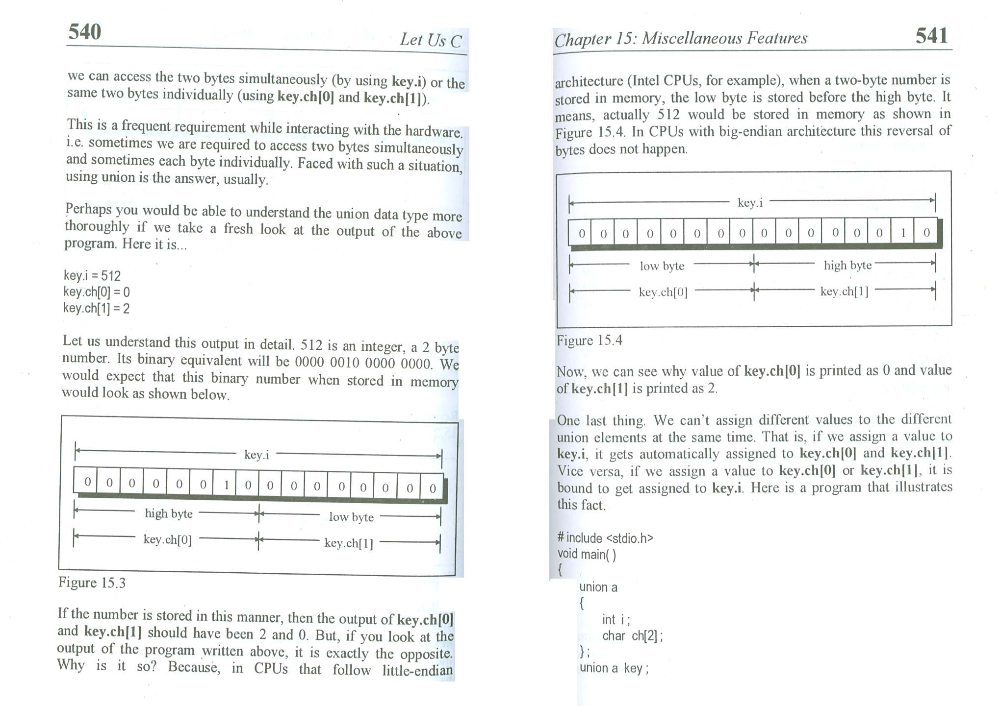 540
Let Us C
we can access the two bytes simultaneously (by using key.i) or the
same two bytes individually (using key.ch[0] and key.ch[1]).
This is a frequent requirement while interacting with the hardware.
i.e. sometimes we are required to access two bytes simultaneously
and sometimes each byte individually. Faced with such a situation,
using union is the answer, usually.
Perhaps you would be able to understand the union data type more
thoroughly if we take a fresh look at the output of the above
program. Here it is...
key.i = 512
key.ch[0] = 0
key.ch[1] = 2
Let us understand this output in detail. 512 is an integer, a 2 byte
number. Its binary equivalent will be 0000 0010 0000 0000. We
would expect that this binary number when stored in memory
would look as shown below.
key.i
0 0 0 0 0 0 1 0 0 0 0 0 0 0 0 0
high byte low byte
key.ch[0] key.ch[1]
Figure 15.3
If the number is stored in this manner, then the output of key.ch[0]
and key.ch[1] should have been 2 and 0. But, if you look at the
output of the program written above, it is exactly the opposite.
Why is it so? Because, in CPUs that follow little-endian
Chapter 15: Miscellaneous Features
541
architecture (Intel CPUs, for example), when a two-byte number is
stored in memory, the low byte is stored before the high byte. It
means, actually 512 would be stored in memory as shown in
Figure 15.4. In CPUs with big-endian architecture this reversal of
bytes does not happen.
key.i
0 0 0 0 0 0 0 0 0 0 0 0 0 0 1 0
low byte high byte
key.ch[0] key.ch[1]
Figure 15.4
Now, we can see why value of key.ch[0] is printed as 0 and value
of key.ch[1] is printed as 2.
One last thing. We can't assign different values to the different
union elements at the same time. That is, if we assign a value to
key.i, it gets automatically assigned to key.ch[0] and key.ch[1].
Vice versa, if we assign a value to key.ch[0] or key.ch[1], it is
bound to get assigned to key.i. Here is a program that illustrates
this fact.
# include <stdio.h>
void main( )
{
union a
{
int i ;
char ch[2] ;
} ;
union a key ;